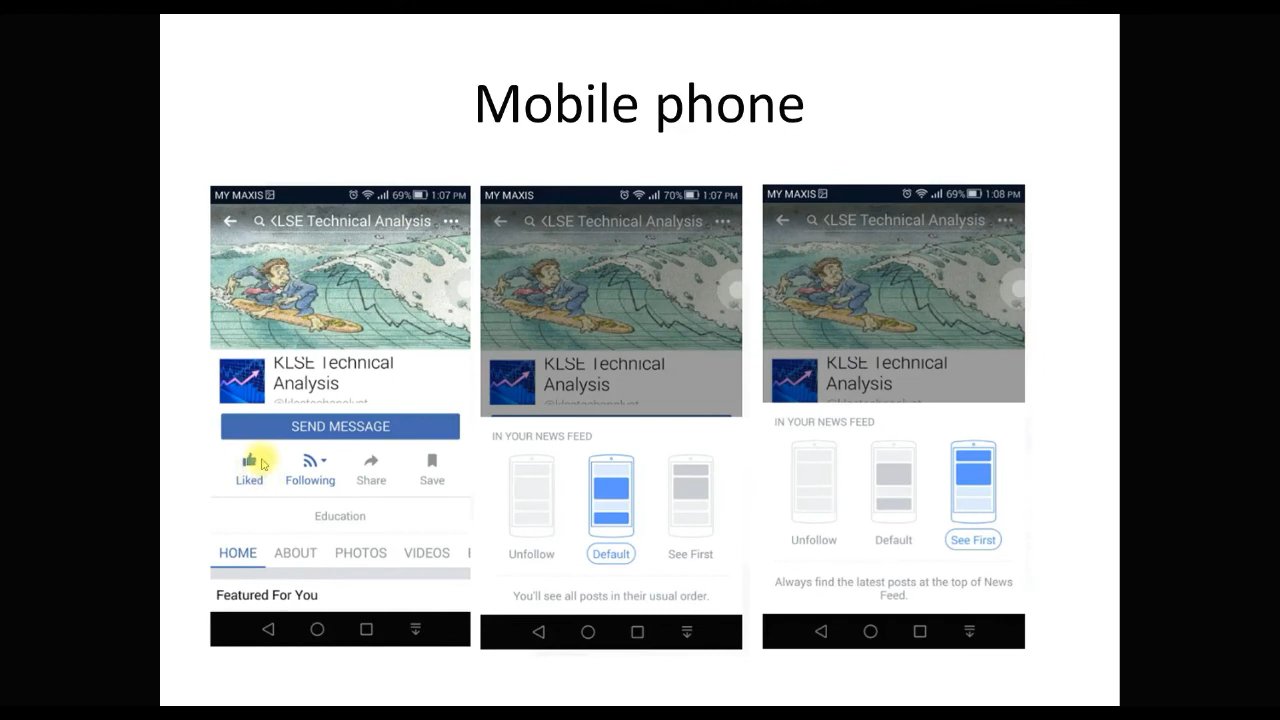 Mobile phone
MY MAXIS 69% 1:07 PM
KLSE Technical Analysis
KLSE Technical
Analysis
SEND MESSAGE
Liked Following Share Save
Education
HOME ABOUT PHOTOS VIDEOS
Featured For You
MY MAXIS 70% 1:07 PM
KLSE Technical Analysis
KLSE Technical
Analysis
IN YOUR NEWS FEED
Unfollow Default See First
You'll see all posts in their usual order.
MY MAXIS 69% 1:08 PM
KLSE Technical Analysis
KLSE Technical
Analysis
IN YOUR NEWS FEED
Unfollow Default See First
Always find the latest posts at the top of News
Feed.